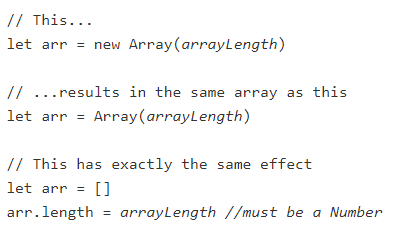 // This...
let arr = new Array(arrayLength)
// ...results in the same array as this
let arr = Array(arrayLength)
// This has exactly the same effect
let arr = []
arr.length = arrayLength //must be a Number